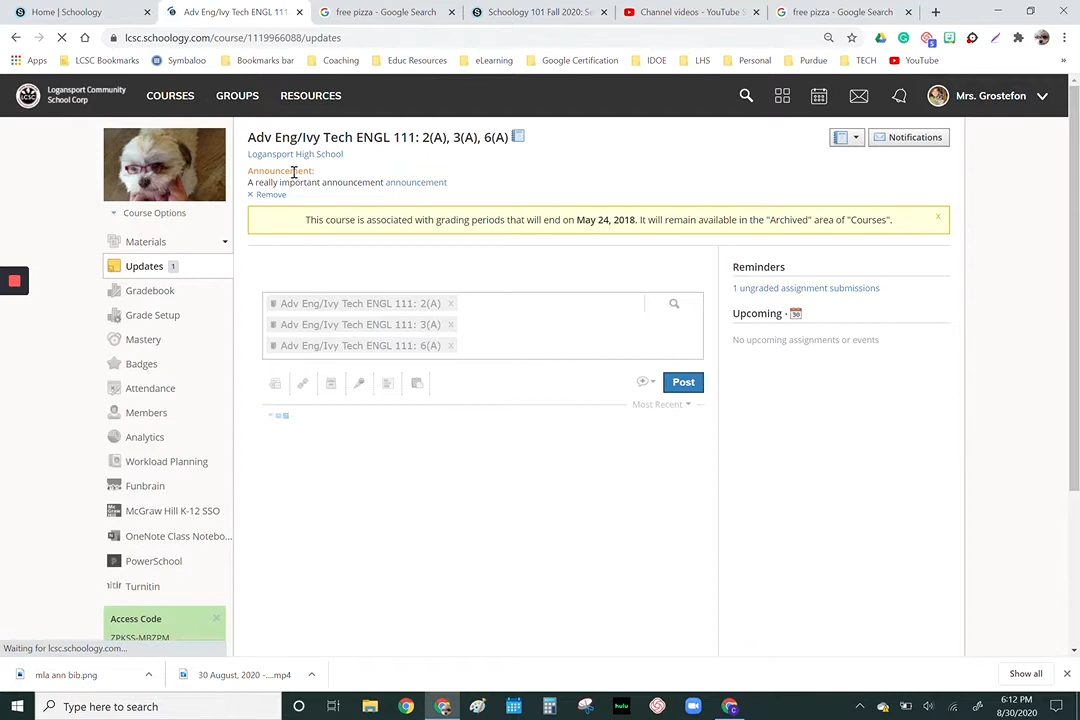 Home | Schoology
Adv Eng/Ivy Tech ENGL 111:
free pizza - Google Search
Schoology 101 Fall 2020: Se
Channel videos - YouTube S
free pizza - Google Search
lcsc.schoology.com/course/1119966088/updates
Apps
LCSC Bookmarks
Symbaloo
Bookmarks bar
Coaching
Educ Resources
eLearning
Google Certification
IDOE
LHS
Personal
Purdue
TECH
YouTube
»
Logansport Community
School Corp
COURSES
GROUPS
RESOURCES
Mrs. Grostefon
Adv Eng/Ivy Tech ENGL 111: 2(A), 3(A), 6(A)
Notifications
Logansport High School
Announcement:
A really important announcement announcement
× Remove
This course is associated with grading periods that will end on May 24, 2018. It will remain available in the "Archived" area of "Courses".
Course Options
Materials
Updates 1
Gradebook
Grade Setup
Mastery
Badges
Attendance
Members
Analytics
Workload Planning
Funbrain
McGraw Hill K-12 SSO
OneNote Class Notebo...
PowerSchool
Turnitin
Access Code
ZPKSS-MBZPM
Adv Eng/Ivy Tech ENGL 111: 2(A) x
Adv Eng/Ivy Tech ENGL 111: 3(A) x
Adv Eng/Ivy Tech ENGL 111: 6(A) x
Post
Most Recent
Reminders
1 ungraded assignment submissions
Upcoming ·
No upcoming assignments or events
Waiting for lcsc.schoology.com...
mla ann bib.png
30 August, 2020 -....mp4
Show all
Type here to search
hulu
6:12 PM
8/30/2020